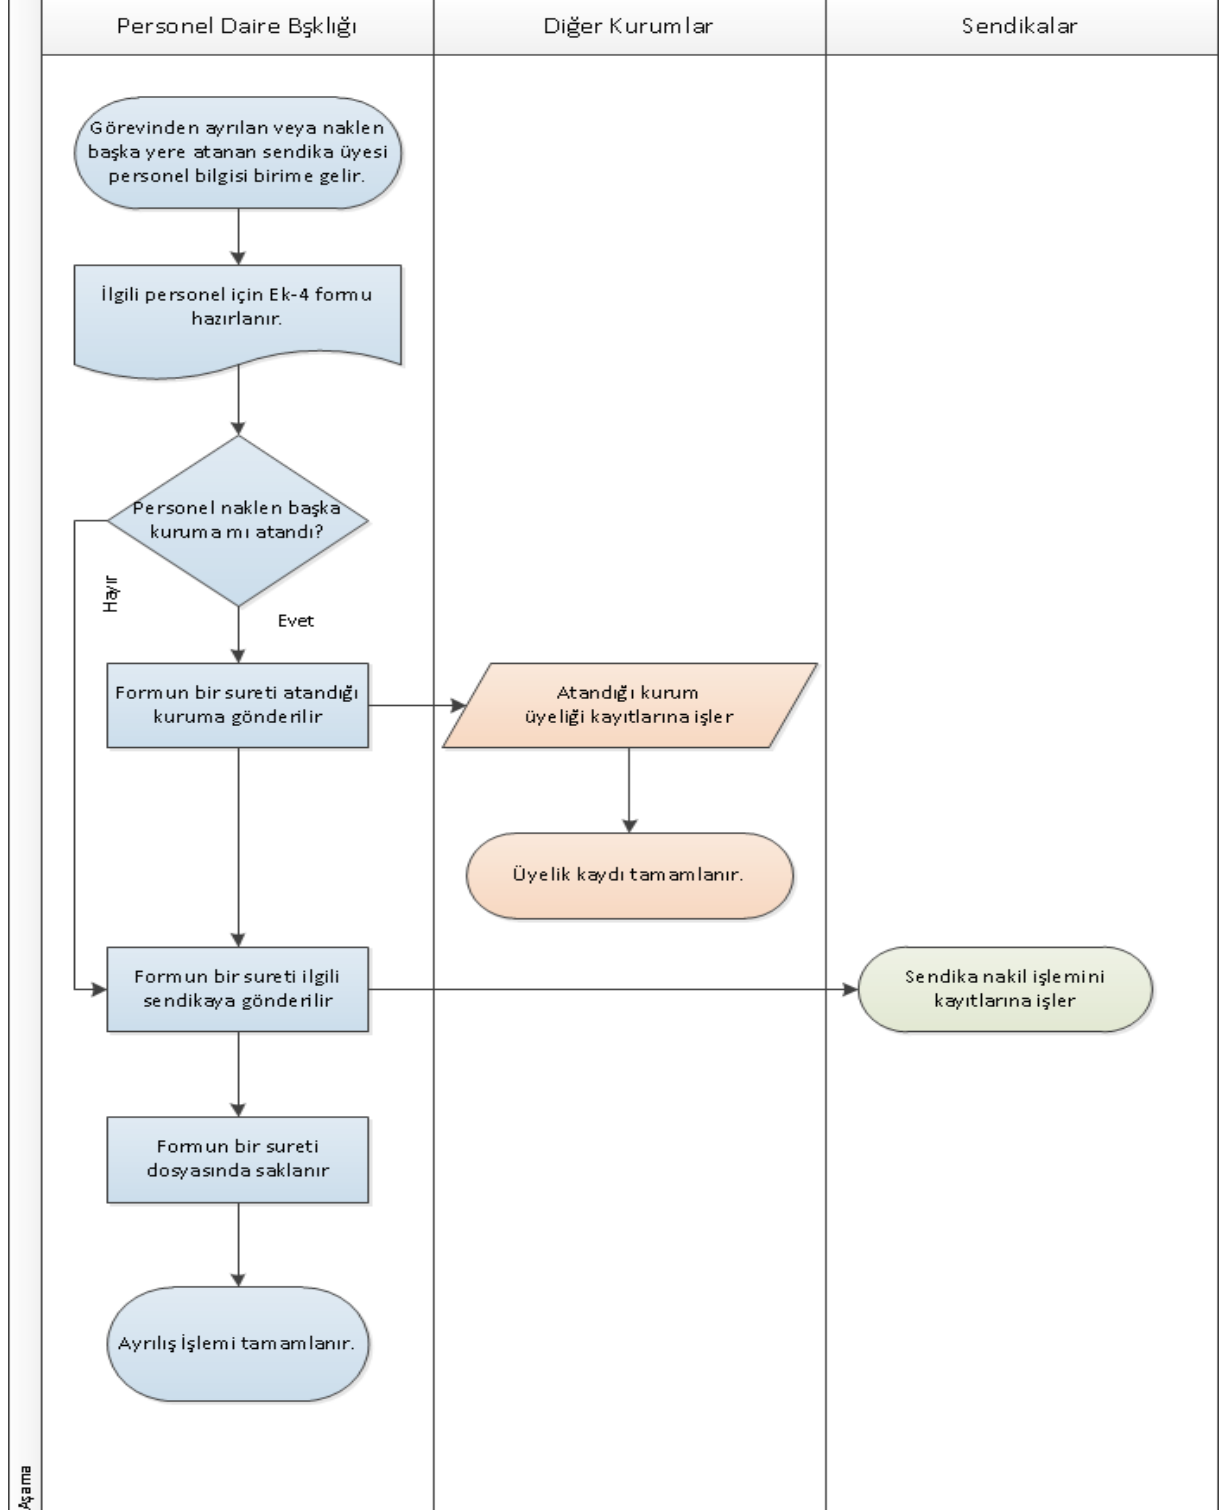 Personel Daire Bşklığı
Diğer Kurumlar
Sendikalar
Görevinden ayrılan veya naklen
başka yere atanan sendika üyesi
personel bilgisi birime gelir.
İlgili personel için Ek-4 formu
hazırlanır.
Personel naklen başka
kuruma mı atandı?
Hayır
Evet
Formun bir sureti atandığı
kuruma gönderilir
Atandığı kurum
üyeliği kayıtlarına işler
Üyelik kaydı tamamlanır.
Formun bir sureti ilgili
sendikaya gönderilir
Sendika nakil işlemini
kayıtlarına işler
Formun bir sureti
dosyasında saklanır
Ayrılış İşlemi tamamlanır.
Aşama